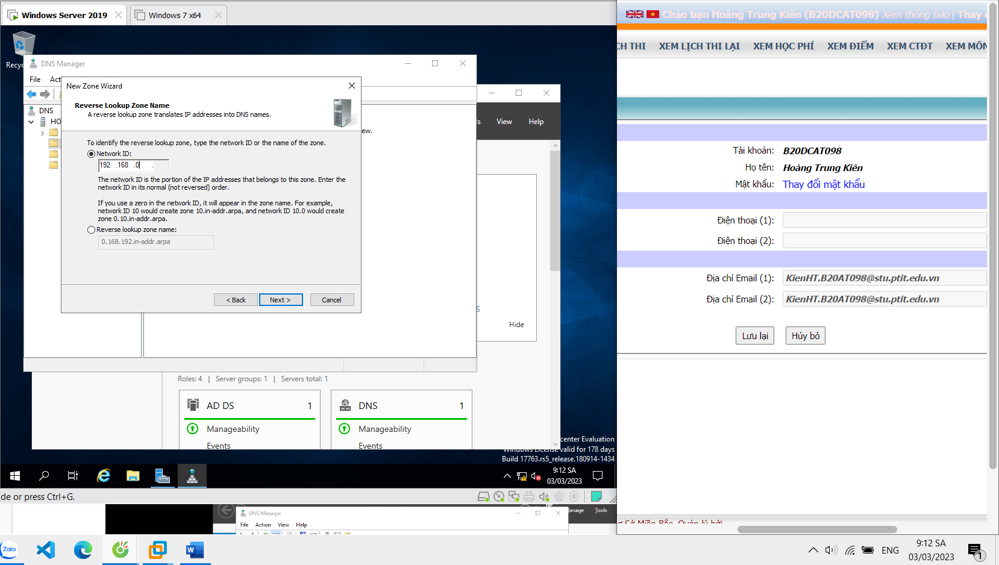 Windows Server 2019
Windows 7 x64
DNS Manager
File
New Zone Wizard
Reverse Lookup Zone Name
A reverse lookup zone translates IP addresses into DNS names.
DNS
To identify the reverse lookup zone, type the network ID or the name of the zone.
Network ID:
192 .168 .0 .
The network ID is the portion of the IP addresses that belongs to this zone. Enter the
network ID in its normal (not reversed) order.
If you use a zero in the network ID, it will appear in the zone name. For example,
network ID 10 would create zone 10.in-addr.arpa, and network ID 10.0 would create
zone 0.10.in-addr.arpa.
Reverse lookup zone name:
0.168.192.in-addr.arpa
< Back
Next >
Cancel
View
Help
Hide
Roles: 4 | Server groups: 1 | Servers total: 1
AD DS 1
Manageability
Events
DNS 1
Manageability
Events
center Evaluation
Windows License valid for 178 days
Build 17763.rs5_release.180914-1434
9:12 SA
03/03/2023
de or press Ctrl+G.
DNS Manager
File Action View Help
Manage
Tools
Chào bạn Hoàng Trung Kiên (B20DCAT098) Xem thông báo | Thay
CH THI XEM LỊCH THI LẠI XEM HỌC PHÍ XEM ĐIỂM XEM CTĐT XEM MÔN
Tài khoản: B20DCAT098
Họ tên: Hoàng Trung Kiên
Mật khẩu: Thay đổi mật khẩu
Điện thoại (1):
Điện thoại (2):
Địa chỉ Email (1): KienHT.B20AT098@stu.ptit.edu.vn
Địa chỉ Email (2): KienHT.B20AT098@stu.ptit.edu.vn
Lưu lại
Hủy bỏ
Sở Miền Bắc. Quản lý bởi
Zalo
ENG
9:12 SA
03/03/2023
1